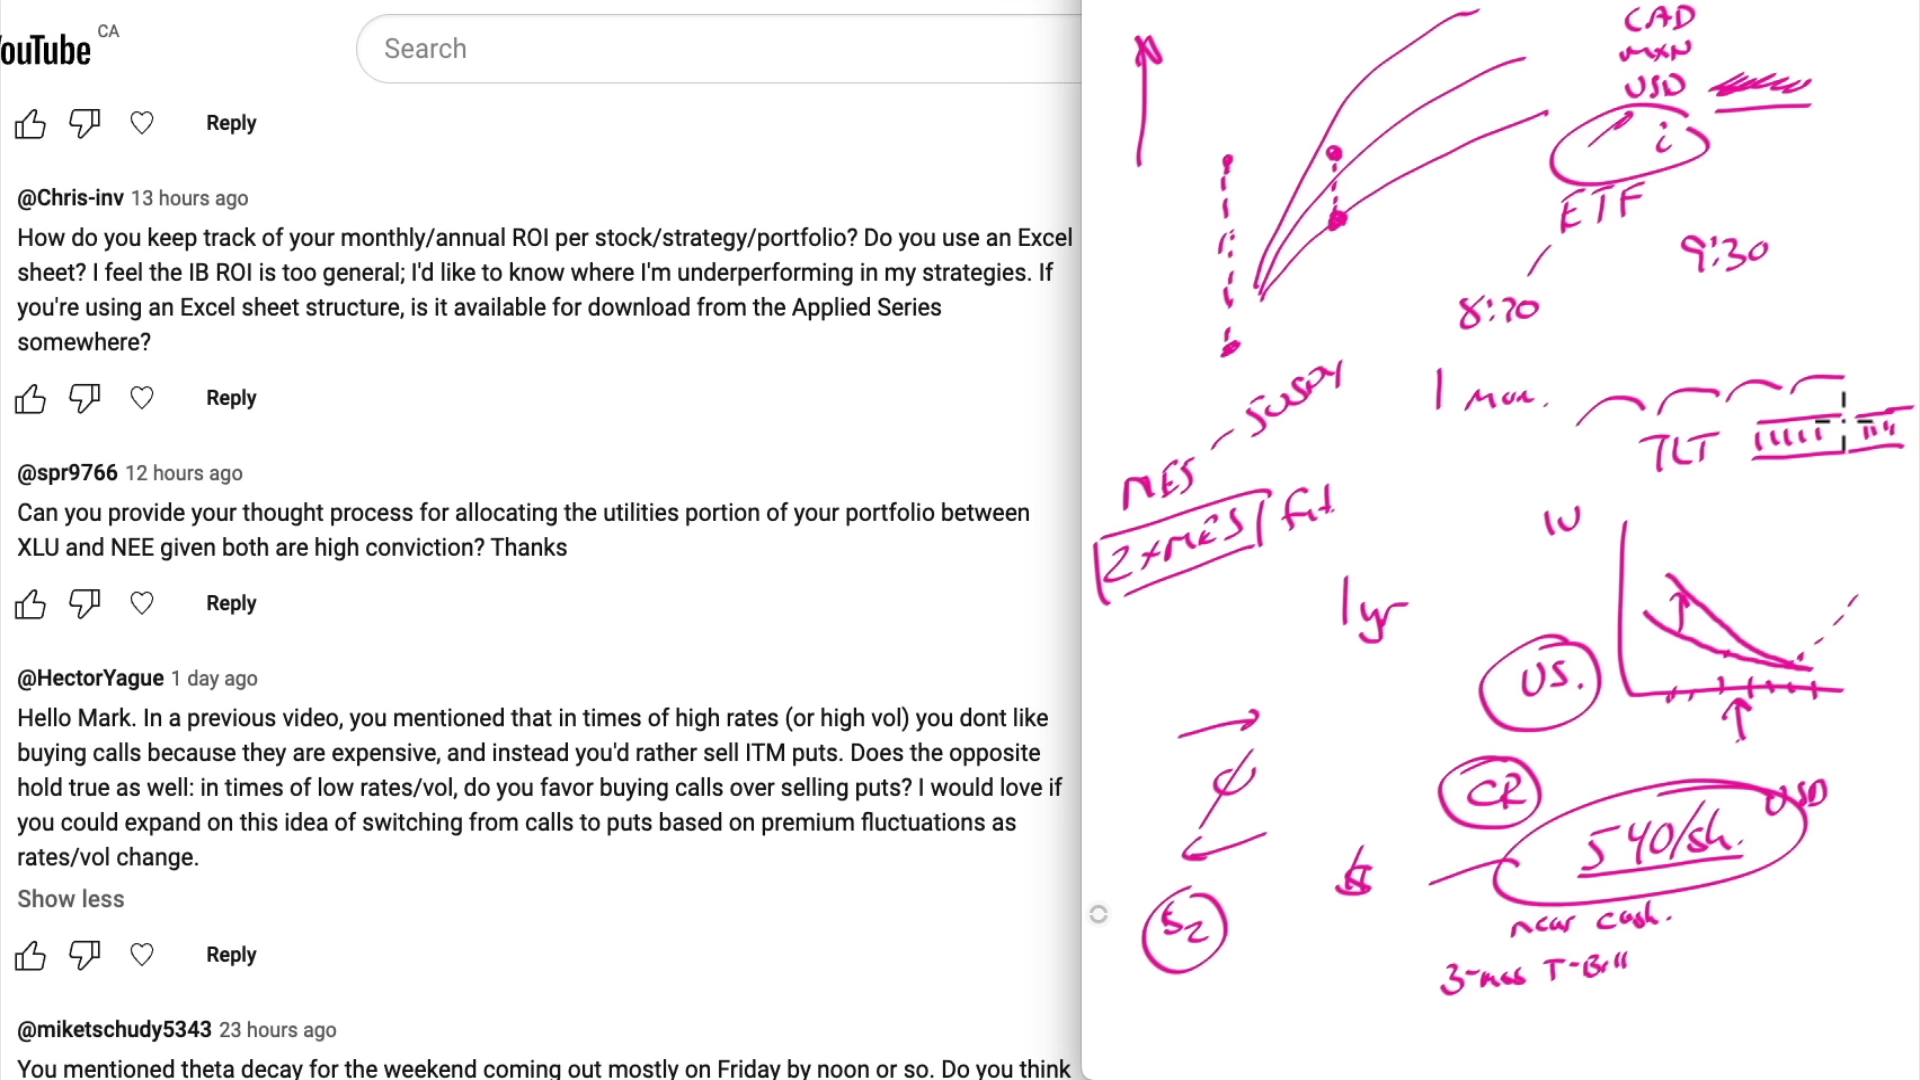 ouTube CA
Search
Reply
@Chris-inv 13 hours ago
How do you keep track of your monthly/annual ROI per stock/strategy/portfolio? Do you use an Excel
sheet? I feel the IB ROI is too general; I'd like to know where I'm underperforming in my strategies. If
you're using an Excel sheet structure, is it available for download from the Applied Series
somewhere?
Reply
@spr9766 12 hours ago
Can you provide your thought process for allocating the utilities portion of your portfolio between
XLU and NEE given both are high conviction? Thanks
Reply
@HectorYague 1 day ago
Hello Mark. In a previous video, you mentioned that in times of high rates (or high vol) you dont like
buying calls because they are expensive, and instead you'd rather sell ITM puts. Does the opposite
hold true as well: in times of low rates/vol, do you favor buying calls over selling puts? I would love if
you could expand on this idea of switching from calls to puts based on premium fluctuations as
rates/vol change.
Show less
Reply
@miketschudy5343 23 hours ago
You mentioned theta decay for the weekend coming out mostly on Friday by noon or so. Do you think
CAD
MXN
USD
i
ETF
9:30
8:30
1 mon.
TLT
MES
2xMES
IV
1yr
US.
CR
540/sh.
USD
$
near cash.
3-mos T-Bill